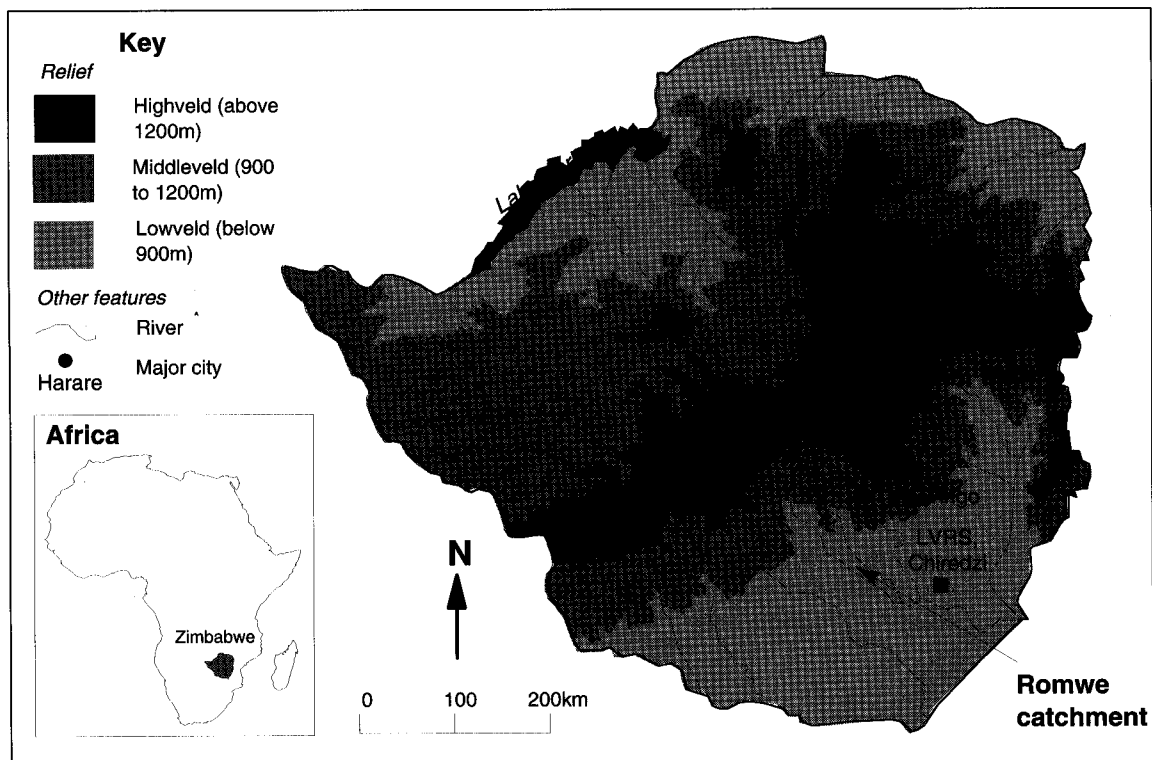 Key
Relief
Highveld (above
1200m)
Middleveld (900
to 1200m)
Lowveld (below
900m)
Other features
River
Harare
Major city
Africa
Zimbabwe
N
0 100 200km
LVRS
Chiredzi
Romwe
catchment